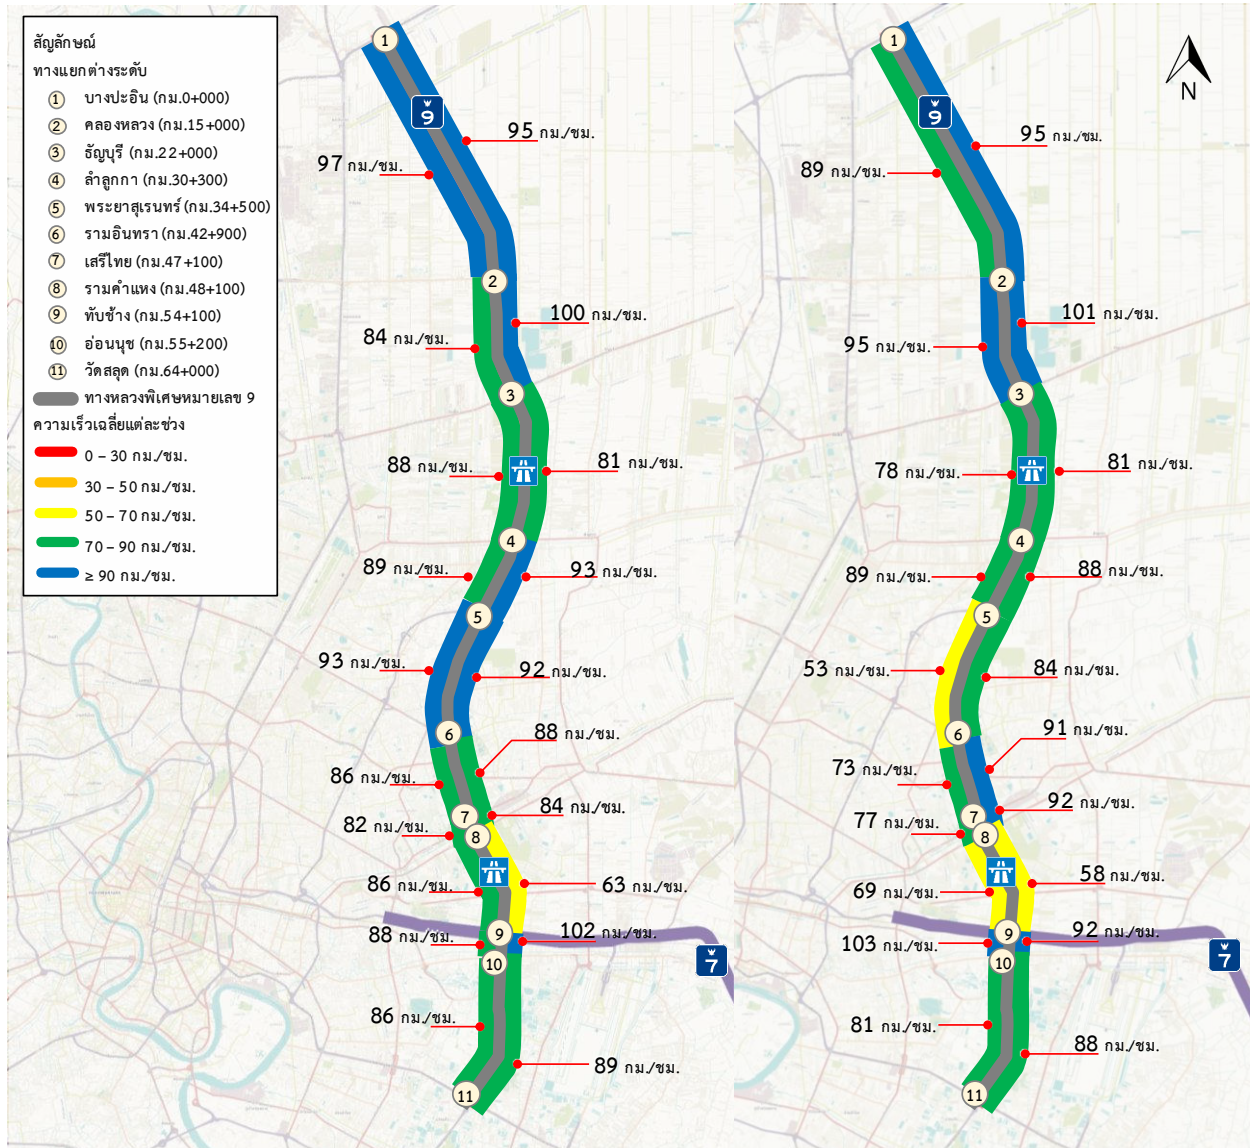 สัญลักษณ์
ทางแยกต่างระดับ
1 บางปะอิน (กม.0+000)
2 คลองหลวง (กม.15+000)
3 ธัญบุรี (กม.22+000)
4 ลำลูกกา (กม.30+300)
5 พระยาสุเรนทร์ (กม.34+500)
6 รามอินทรา (กม.42+900)
7 เสรีไทย (กม.47+100)
8 รามคำแหง (กม.48+100)
9 ทับช้าง (กม.54+100)
10 อ่อนนุช (กม.55+200)
11 วัดสลุด (กม.64+000)
ทางหลวงพิเศษหมายเลข 9
ความเร็วเฉลี่ยแต่ละช่วง
0 – 30 กม./ชม.
30 – 50 กม./ชม.
50 – 70 กม./ชม.
70 – 90 กม./ชม.
≥ 90 กม./ชม.
1
9
95 กม./ชม.
97 กม./ชม.
2
100 กม./ชม.
84 กม./ชม.
3
88 กม./ชม.
81 กม./ชม.
4
89 กม./ชม.
93 กม./ชม.
5
93 กม./ชม.
92 กม./ชม.
6
88 กม./ชม.
86 กม./ชม.
84 กม./ชม.
7
82 กม./ชม.
8
86 กม./ชม.
63 กม./ชม.
9
88 กม./ชม.
102 กม./ชม.
10
7
86 กม./ชม.
89 กม./ชม.
11
1
N
9
95 กม./ชม.
89 กม./ชม.
2
101 กม./ชม.
95 กม./ชม.
3
78 กม./ชม.
81 กม./ชม.
4
89 กม./ชม.
88 กม./ชม.
5
53 กม./ชม.
84 กม./ชม.
6
91 กม./ชม.
73 กม./ชม.
92 กม./ชม.
7
77 กม./ชม.
8
69 กม./ชม.
58 กม./ชม.
9
103 กม./ชม.
92 กม./ชม.
10
7
81 กม./ชม.
88 กม./ชม.
11